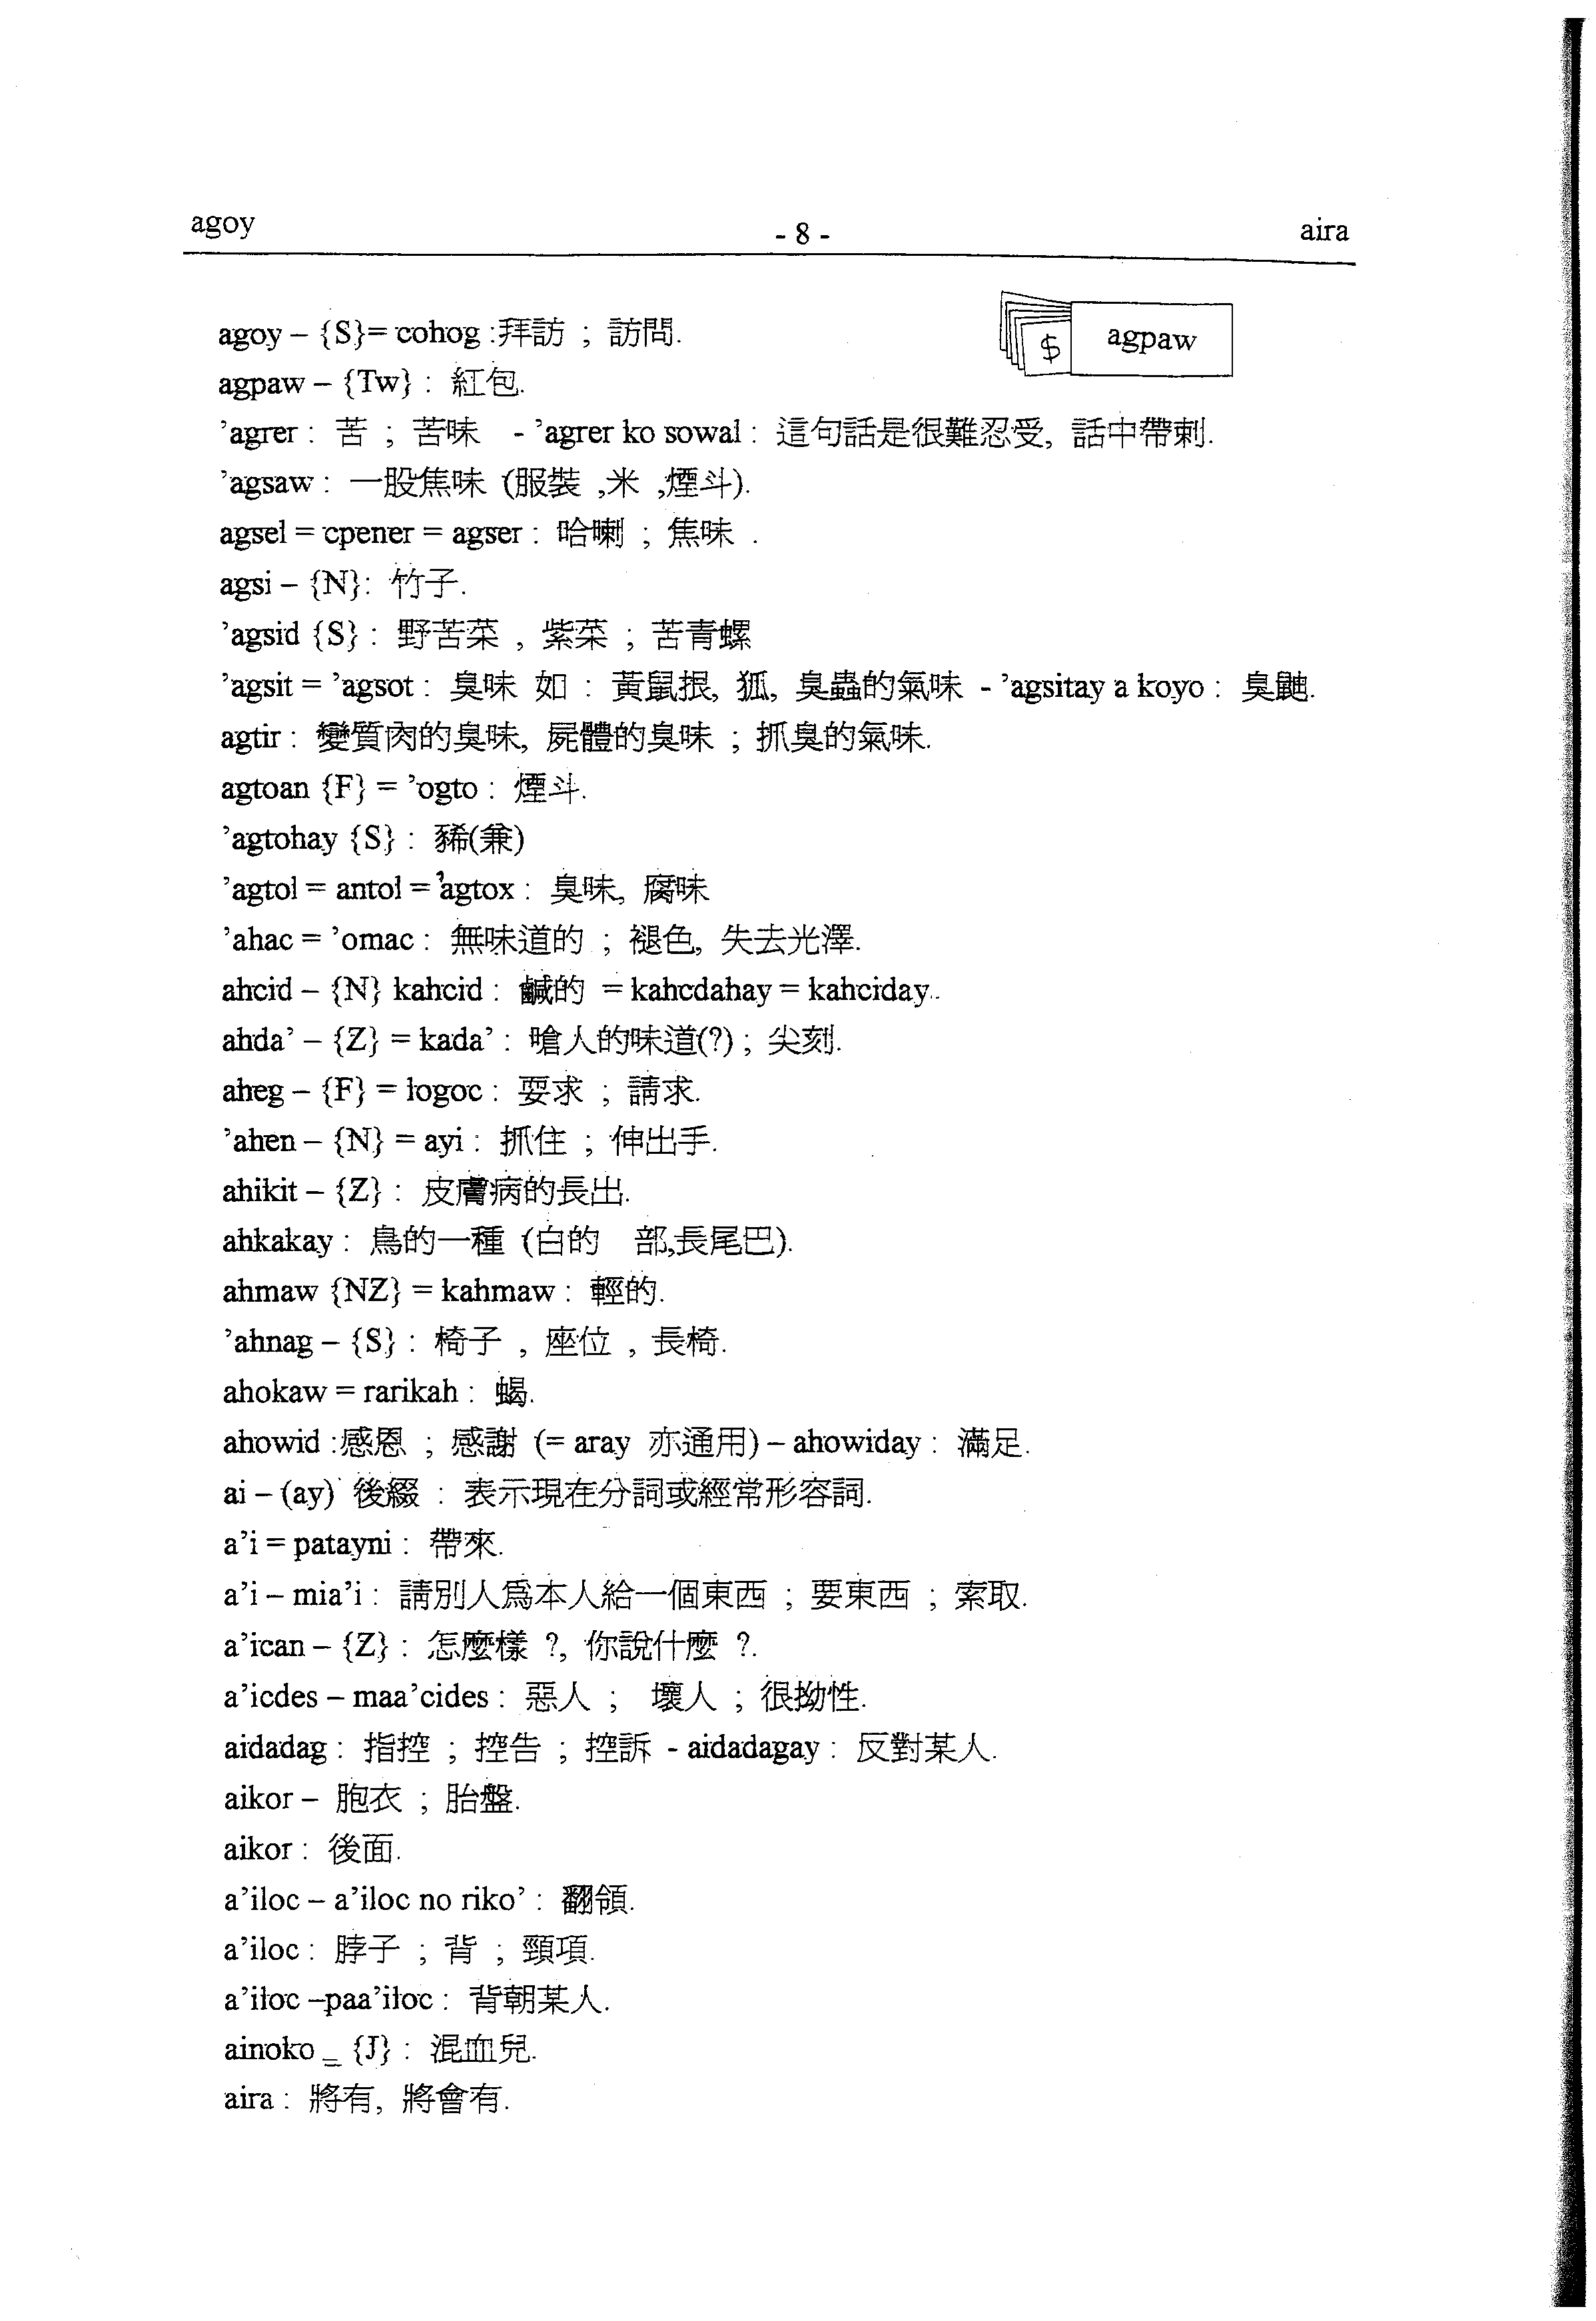 agoy
- 8 -
aira
$ agpaw
agoy – {S}= cohog :拜訪 ; 訪問.
agpaw – {Tw} : 紅包.
’agrer : 苦 ; 苦味 - ’agrer ko sowal : 這句話是很難忍受, 話中帶刺.
’agsaw : 一股焦味 (服裝 ,米 ,煙斗).
agsel = cpener = agser : 哈喇 ; 焦味 .
agsi – {N}: 竹子.
’agsid {S} : 野苦菜 , 紫菜 ; 苦青螺
’agsit = ’agsot : 臭味 如 : 黃鼠拫, 狐, 臭蟲的氣味 - ’agsitay a koyo : 臭鼬.
agtir : 變質肉的臭味, 屍體的臭味 ; 抓臭的氣味.
agtoan {F} = ’ogto : 煙斗.
’agtohay {S} : 豨(兼)
’agtol = antol = ’agtox : 臭味, 腐味
’ahac = ’omac : 無味道的 ; 褪色, 失去光澤.
ahcid – {N} kahcid : 鹹的 = kahcdahay = kahciday..
ahda’ – {Z} = kada’ : 嗆人的味道(?) ; 尖刻.
aheg – {F} = logoc : 耍求 ; 請求.
’ahen – {N} = ayi : 抓住 ; 伸出手.
ahikit – {Z} : 皮膚病的長出.
ahkakay : 鳥的一種 (白的 部,長尾巴).
ahmaw {NZ} = kahmaw : 輕的.
’ahnag – {S} : 椅子 , 座位 , 長椅.
ahokaw = rarikah : 蝎.
ahowid :感恩 ; 感謝 (= aray 亦通用) – ahowiday : 滿足.
ai – (ay) 後綴 : 表示現在分詞或經常形容詞.
a’i = patayni : 帶來.
a’i – mia’i : 請別人爲本人給一個東西 ; 要東西 ; 索取.
a’ican – {Z} : 怎麼樣 ?, 你說什麼 ?.
a’icdes – maa’cides : 惡人 ; 壞人 ; 很拗性.
aidadag : 指控 ; 控告 ; 控訴 - aidadagay : 反對某人.
aikor – 胞衣 ; 胎盤.
aikor : 後面.
a’iloc – a’iloc no riko’ : 翻領.
a’iloc : 脖子 ; 背 ; 頸項.
a’iloc –paa’iloc : 背朝某人.
ainoko _ {J} : 混血兒.
aira : 將有, 將會有.